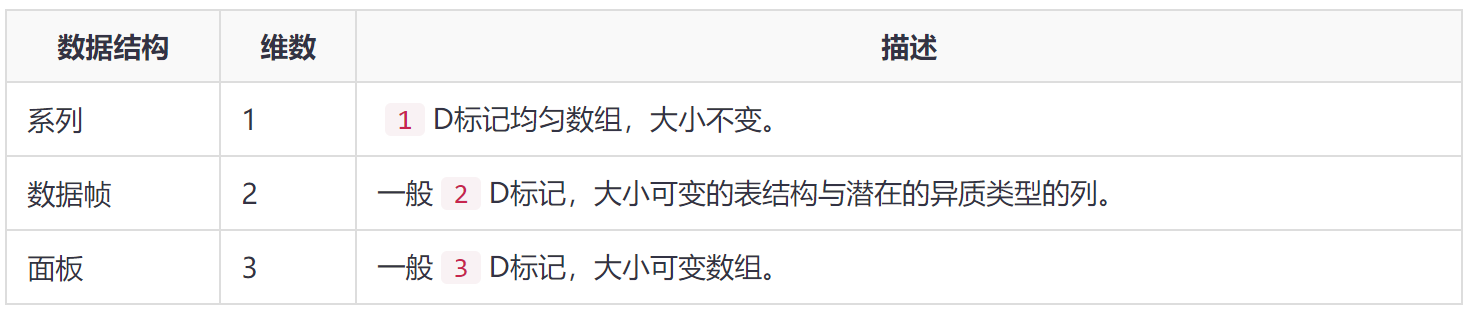 数据结构 维数 描述
系列 1 1 D标记均匀数组，大小不变。
数据帧 2 一般 2 D标记，大小可变的表结构与潜在的异质类型的列。
面板 3 一般 3 D标记，大小可变数组。